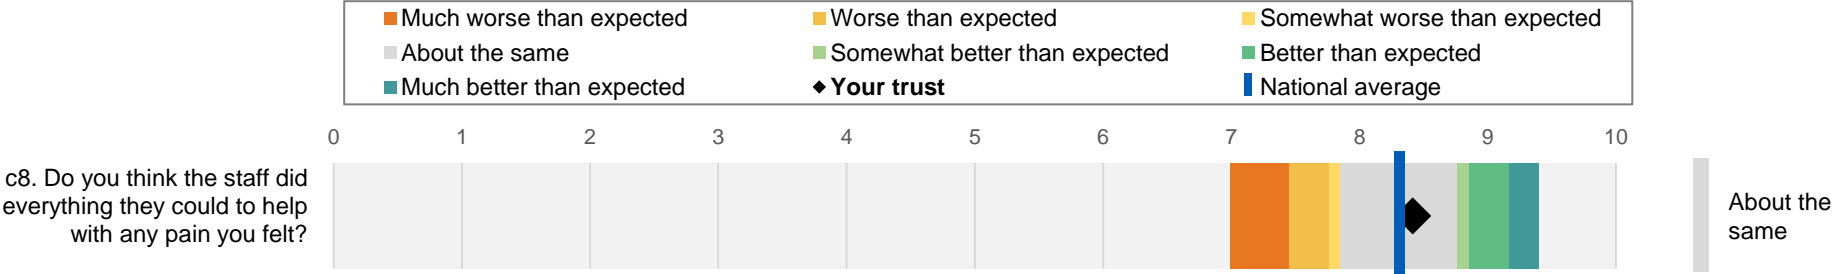 Much worse than expected Worse than expected Somewhat worse than expected
About the same Somewhat better than expected Better than expected
Much better than expected Your trust National average
0 1 2 3 4 5 6 7 8 9 10
c8. Do you think the staff did
everything they could to help
with any pain you felt?
About the
same